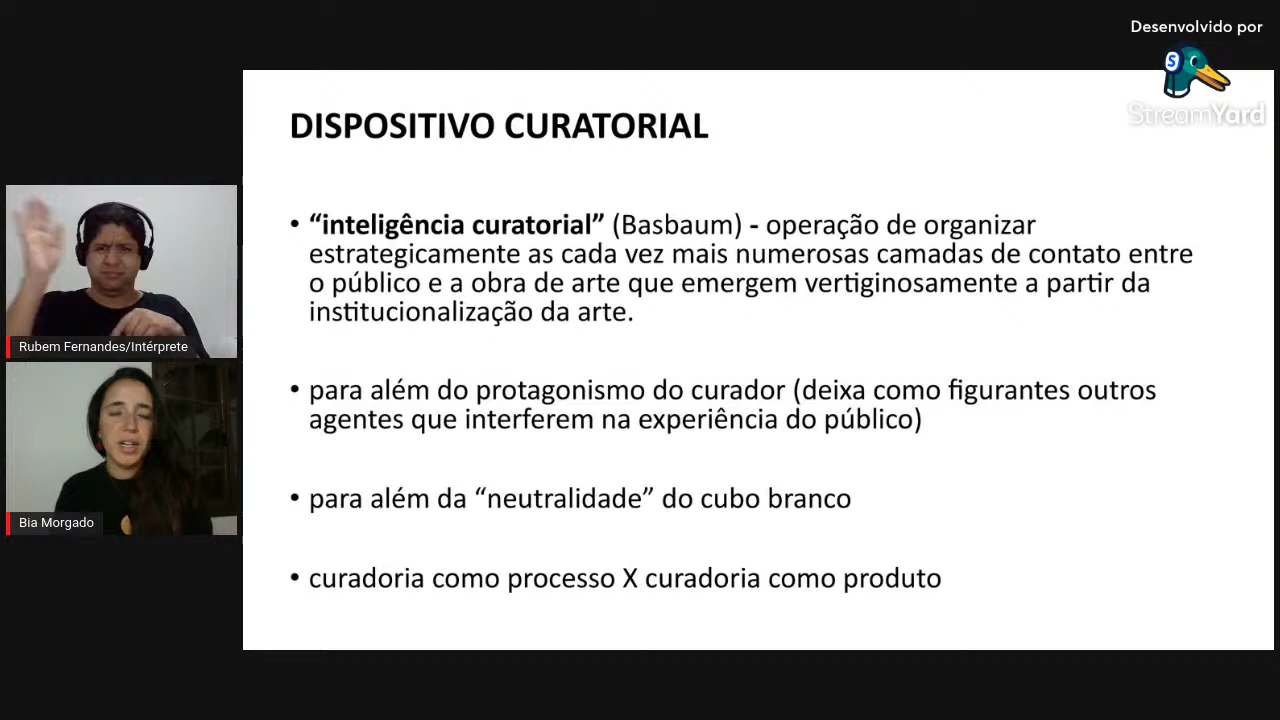 Desenvolvido por
S
StreamYard
DISPOSITIVO CURATORIAL
• “inteligência curatorial” (Basbaum) - operação de organizar
estrategicamente as cada vez mais numerosas camadas de contato entre
o público e a obra de arte que emergem vertiginosamente a partir da
institucionalização da arte.
• para além do protagonismo do curador (deixa como figurantes outros
agentes que interferem na experiência do público)
• para além da “neutralidade” do cubo branco
• curadoria como processo X curadoria como produto
Rubem Fernandes/Intérprete
Bia Morgado